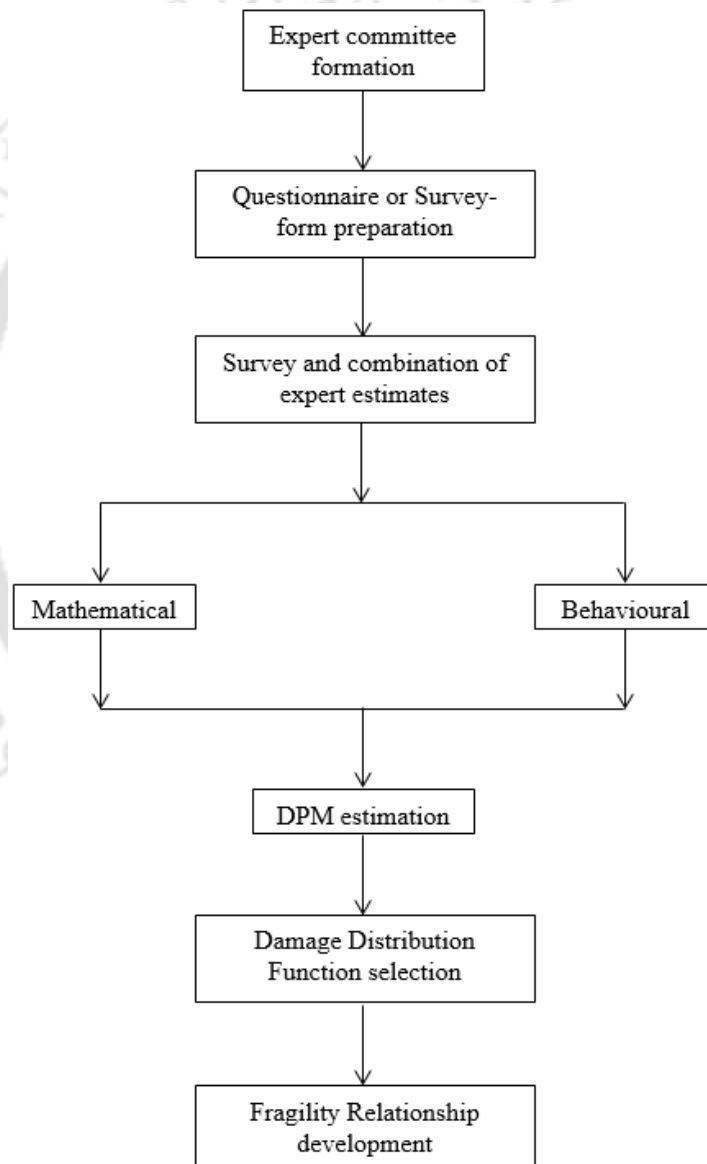 Expert committee
formation
Questionnaire or Survey-
form preparation
Survey and combination of
expert estimates
Mathematical
Behavioural
DPM estimation
Damage Distribution
Function selection
Fragility Relationship
development